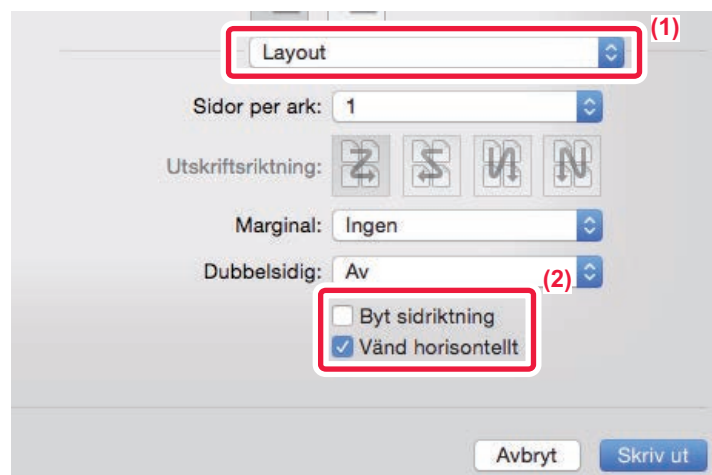 (1)
Layout
Sidor per ark: 1
Utskriftsriktning:
Marginal: Ingen
Dubbelsidig: Av
(2)
Byt sidriktning
Vänd horisontellt
Avbryt Skriv ut